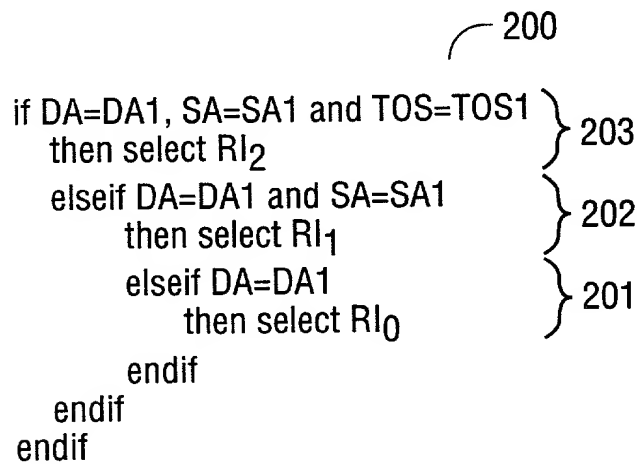 200
if DA=DA1, SA=SA1 and TOS=TOS1
then select RI2
203
elseif DA=DA1 and SA=SA1
then select RI1
202
elseif DA=DA1
then select RI0
201
endif
endif
endif